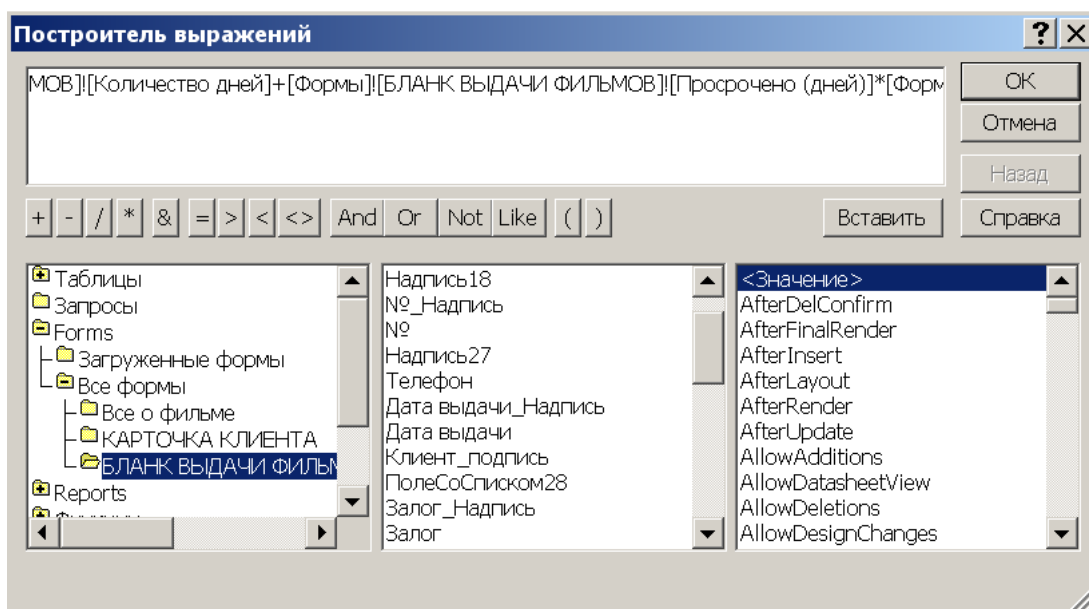 Построитель выражений
МОВ]![Количество дней]+[Формы]![БЛАНК ВЫДАЧИ ФИЛЬМОВ]![Просрочено (дней)]*[Форм
OK
Отмена
Назад
+ - / * & = > < <> And Or Not Like ( ) Вставить Справка
Таблицы
Запросы
Forms
Загруженные формы
Все формы
Все о фильме
КАРТОЧКА КЛИЕНТА
БЛАНК ВЫДАЧИ ФИЛЬМ
Reports
Надпись18
№_Надпись
№
Надпись27
Телефон
Дата выдачи_Надпись
Дата выдачи
Клиент_подпись
ПолеСоСписком28
Залог_Надпись
Залог
<Значение>
AfterDelConfirm
AfterFinalRender
AfterInsert
AfterLayout
AfterRender
AfterUpdate
AllowAdditions
AllowDatasheetView
AllowDeletions
AllowDesignChanges